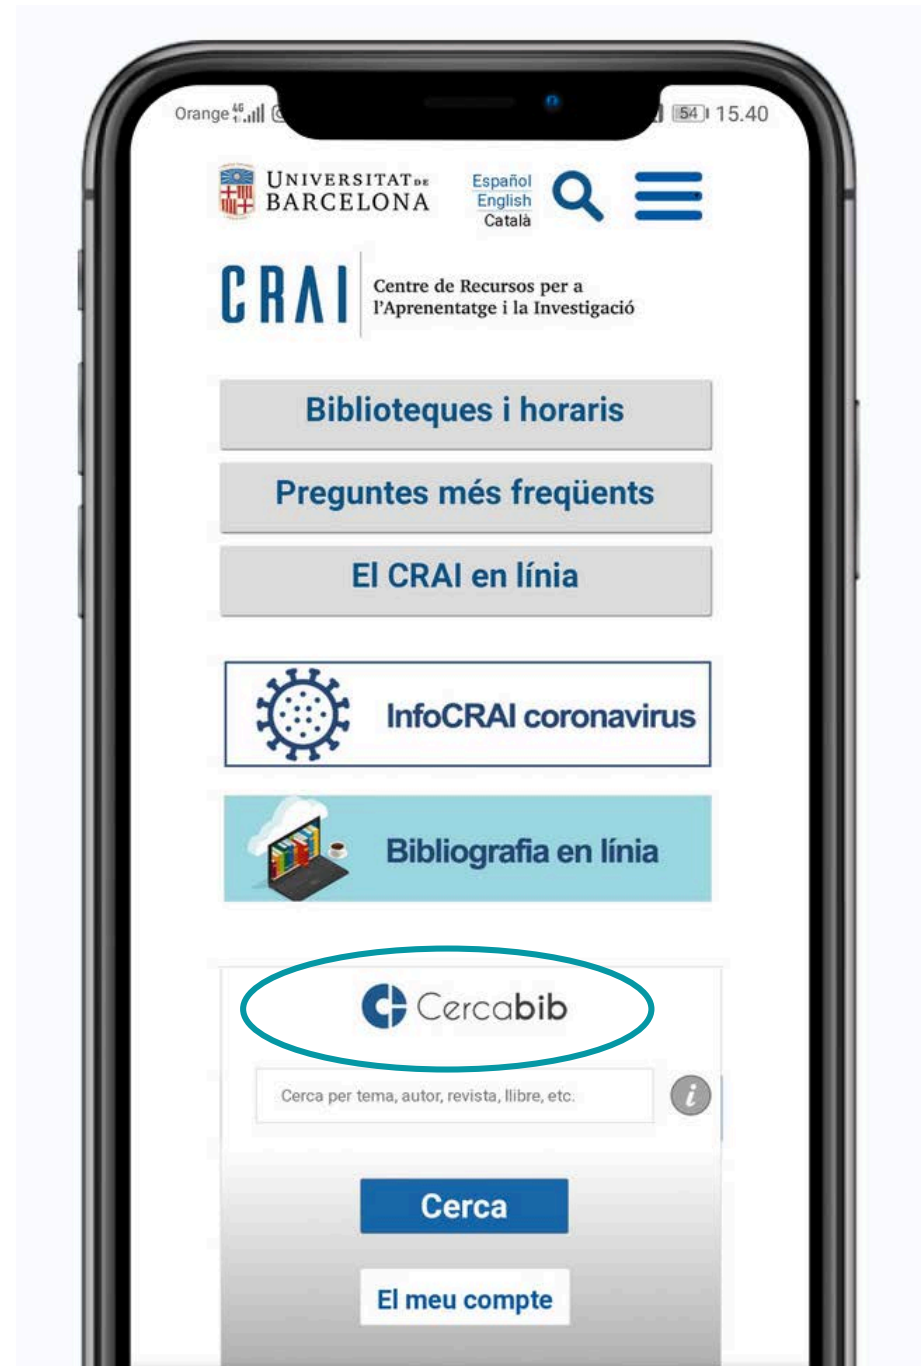 Orange 4G 54 15.40
UNIVERSITAT DE
BARCELONA
Español
English
Català
CRAI
Centre de Recursos per a
l'Aprenentatge i la Investigació
Biblioteques i horaris
Preguntes més freqüents
El CRAI en línia
InfoCRAI coronavirus
Bibliografia en línia
Cercabib
Cerca per tema, autor, revista, llibre, etc.
i
Cerca
El meu compte